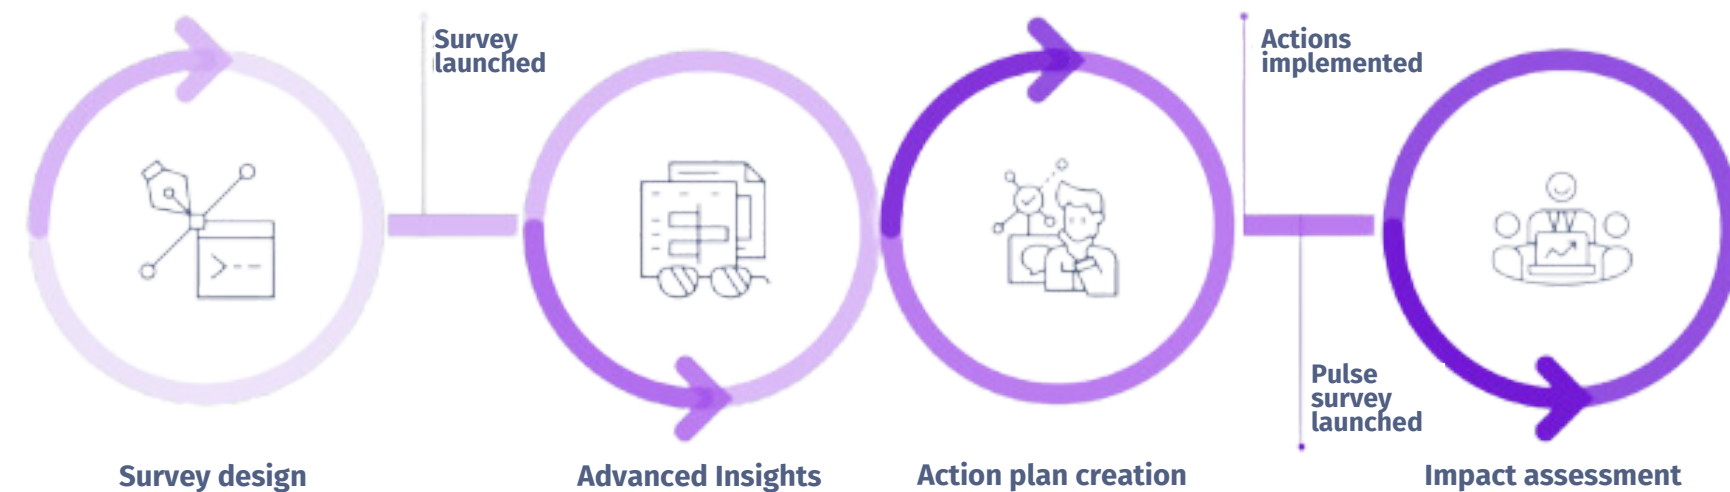 Survey
launched
Actions
implemented
Pulse
survey
launched
Survey design
Advanced Insights
Action plan creation
Impact assessment